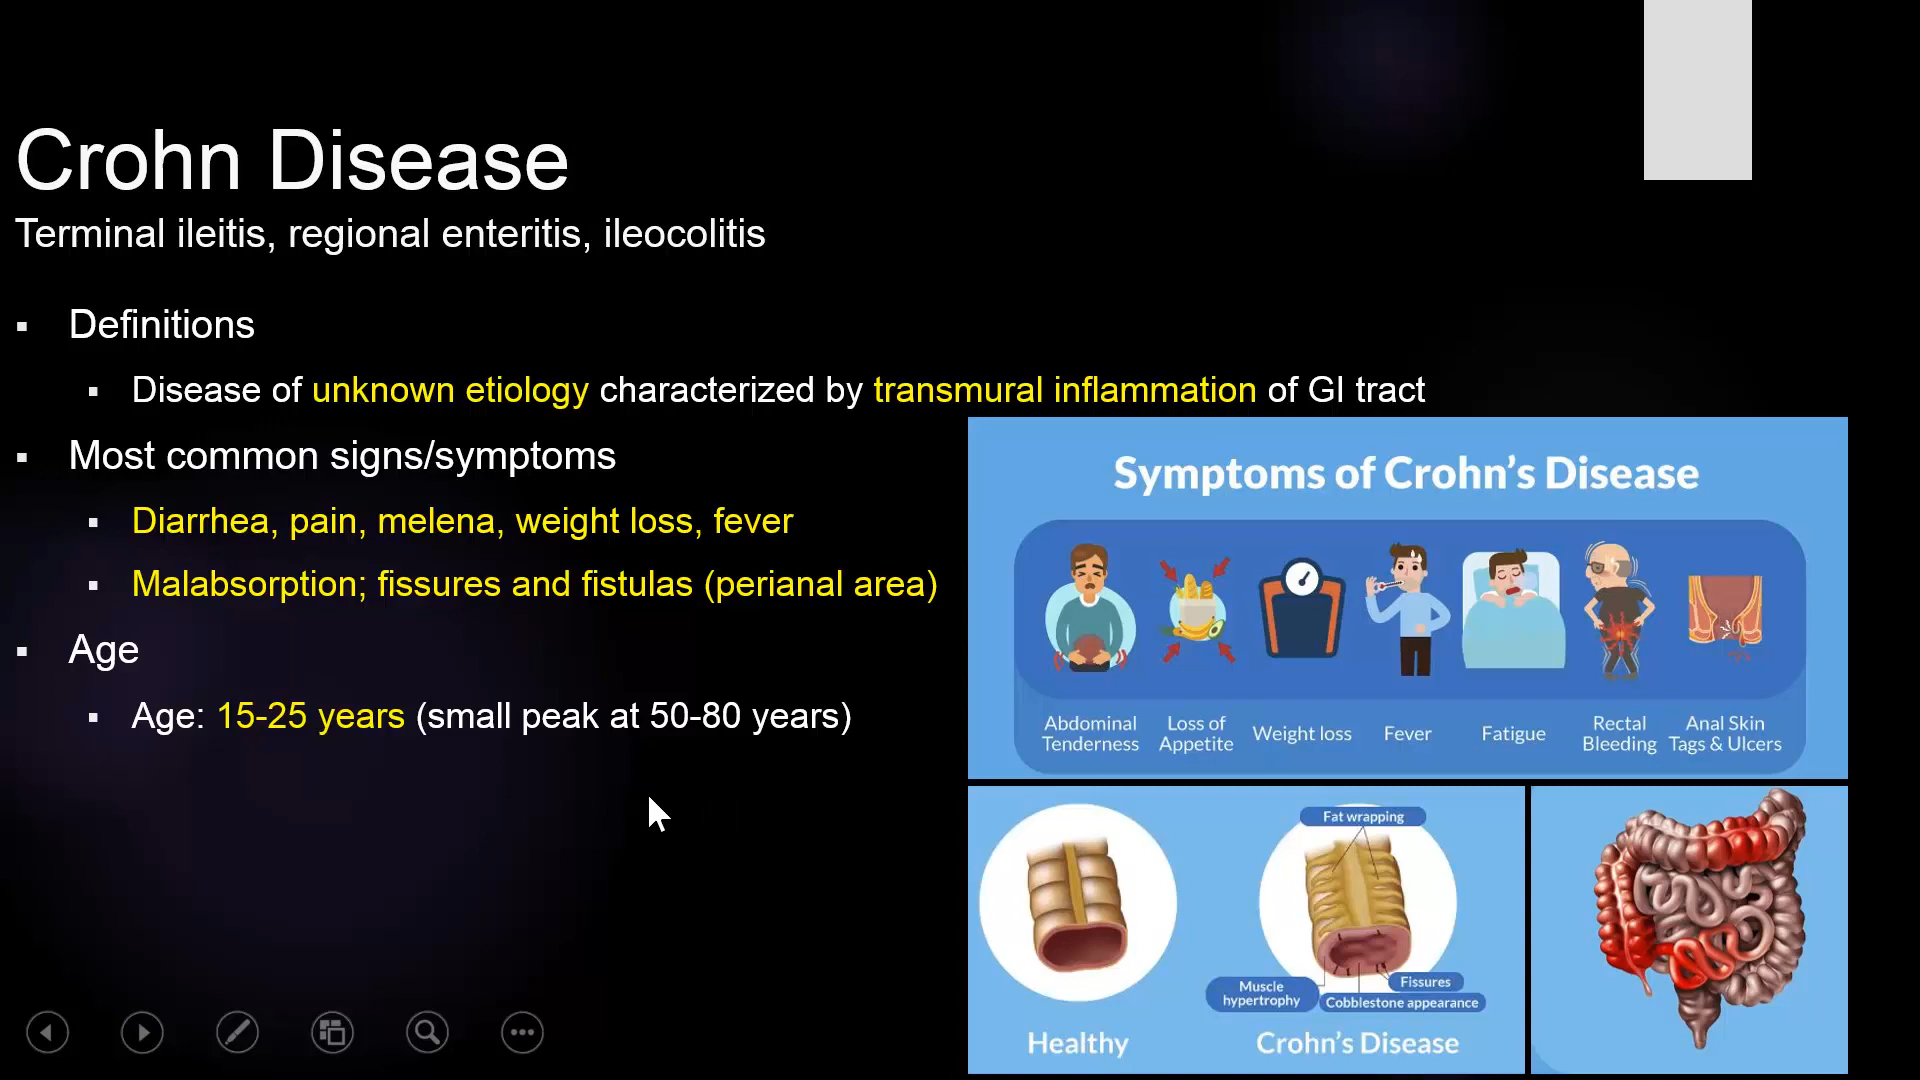 Crohn Disease
Terminal ileitis, regional enteritis, ileocolitis
▪ Definitions
▪ Disease of unknown etiology characterized by transmural inflammation of GI tract
▪ Most common signs/symptoms
▪ Diarrhea, pain, melena, weight loss, fever
▪ Malabsorption; fissures and fistulas (perianal area)
▪ Age
▪ Age: 15-25 years (small peak at 50-80 years)
Symptoms of Crohn's Disease
Abdominal
Tenderness
Loss of
Appetite
Weight loss
Fever
Fatigue
Rectal
Bleeding
Anal Skin
Tags & Ulcers
Fat wrapping
Muscle
hypertrophy
Fissures
Cobblestone appearance
Healthy
Crohn's Disease